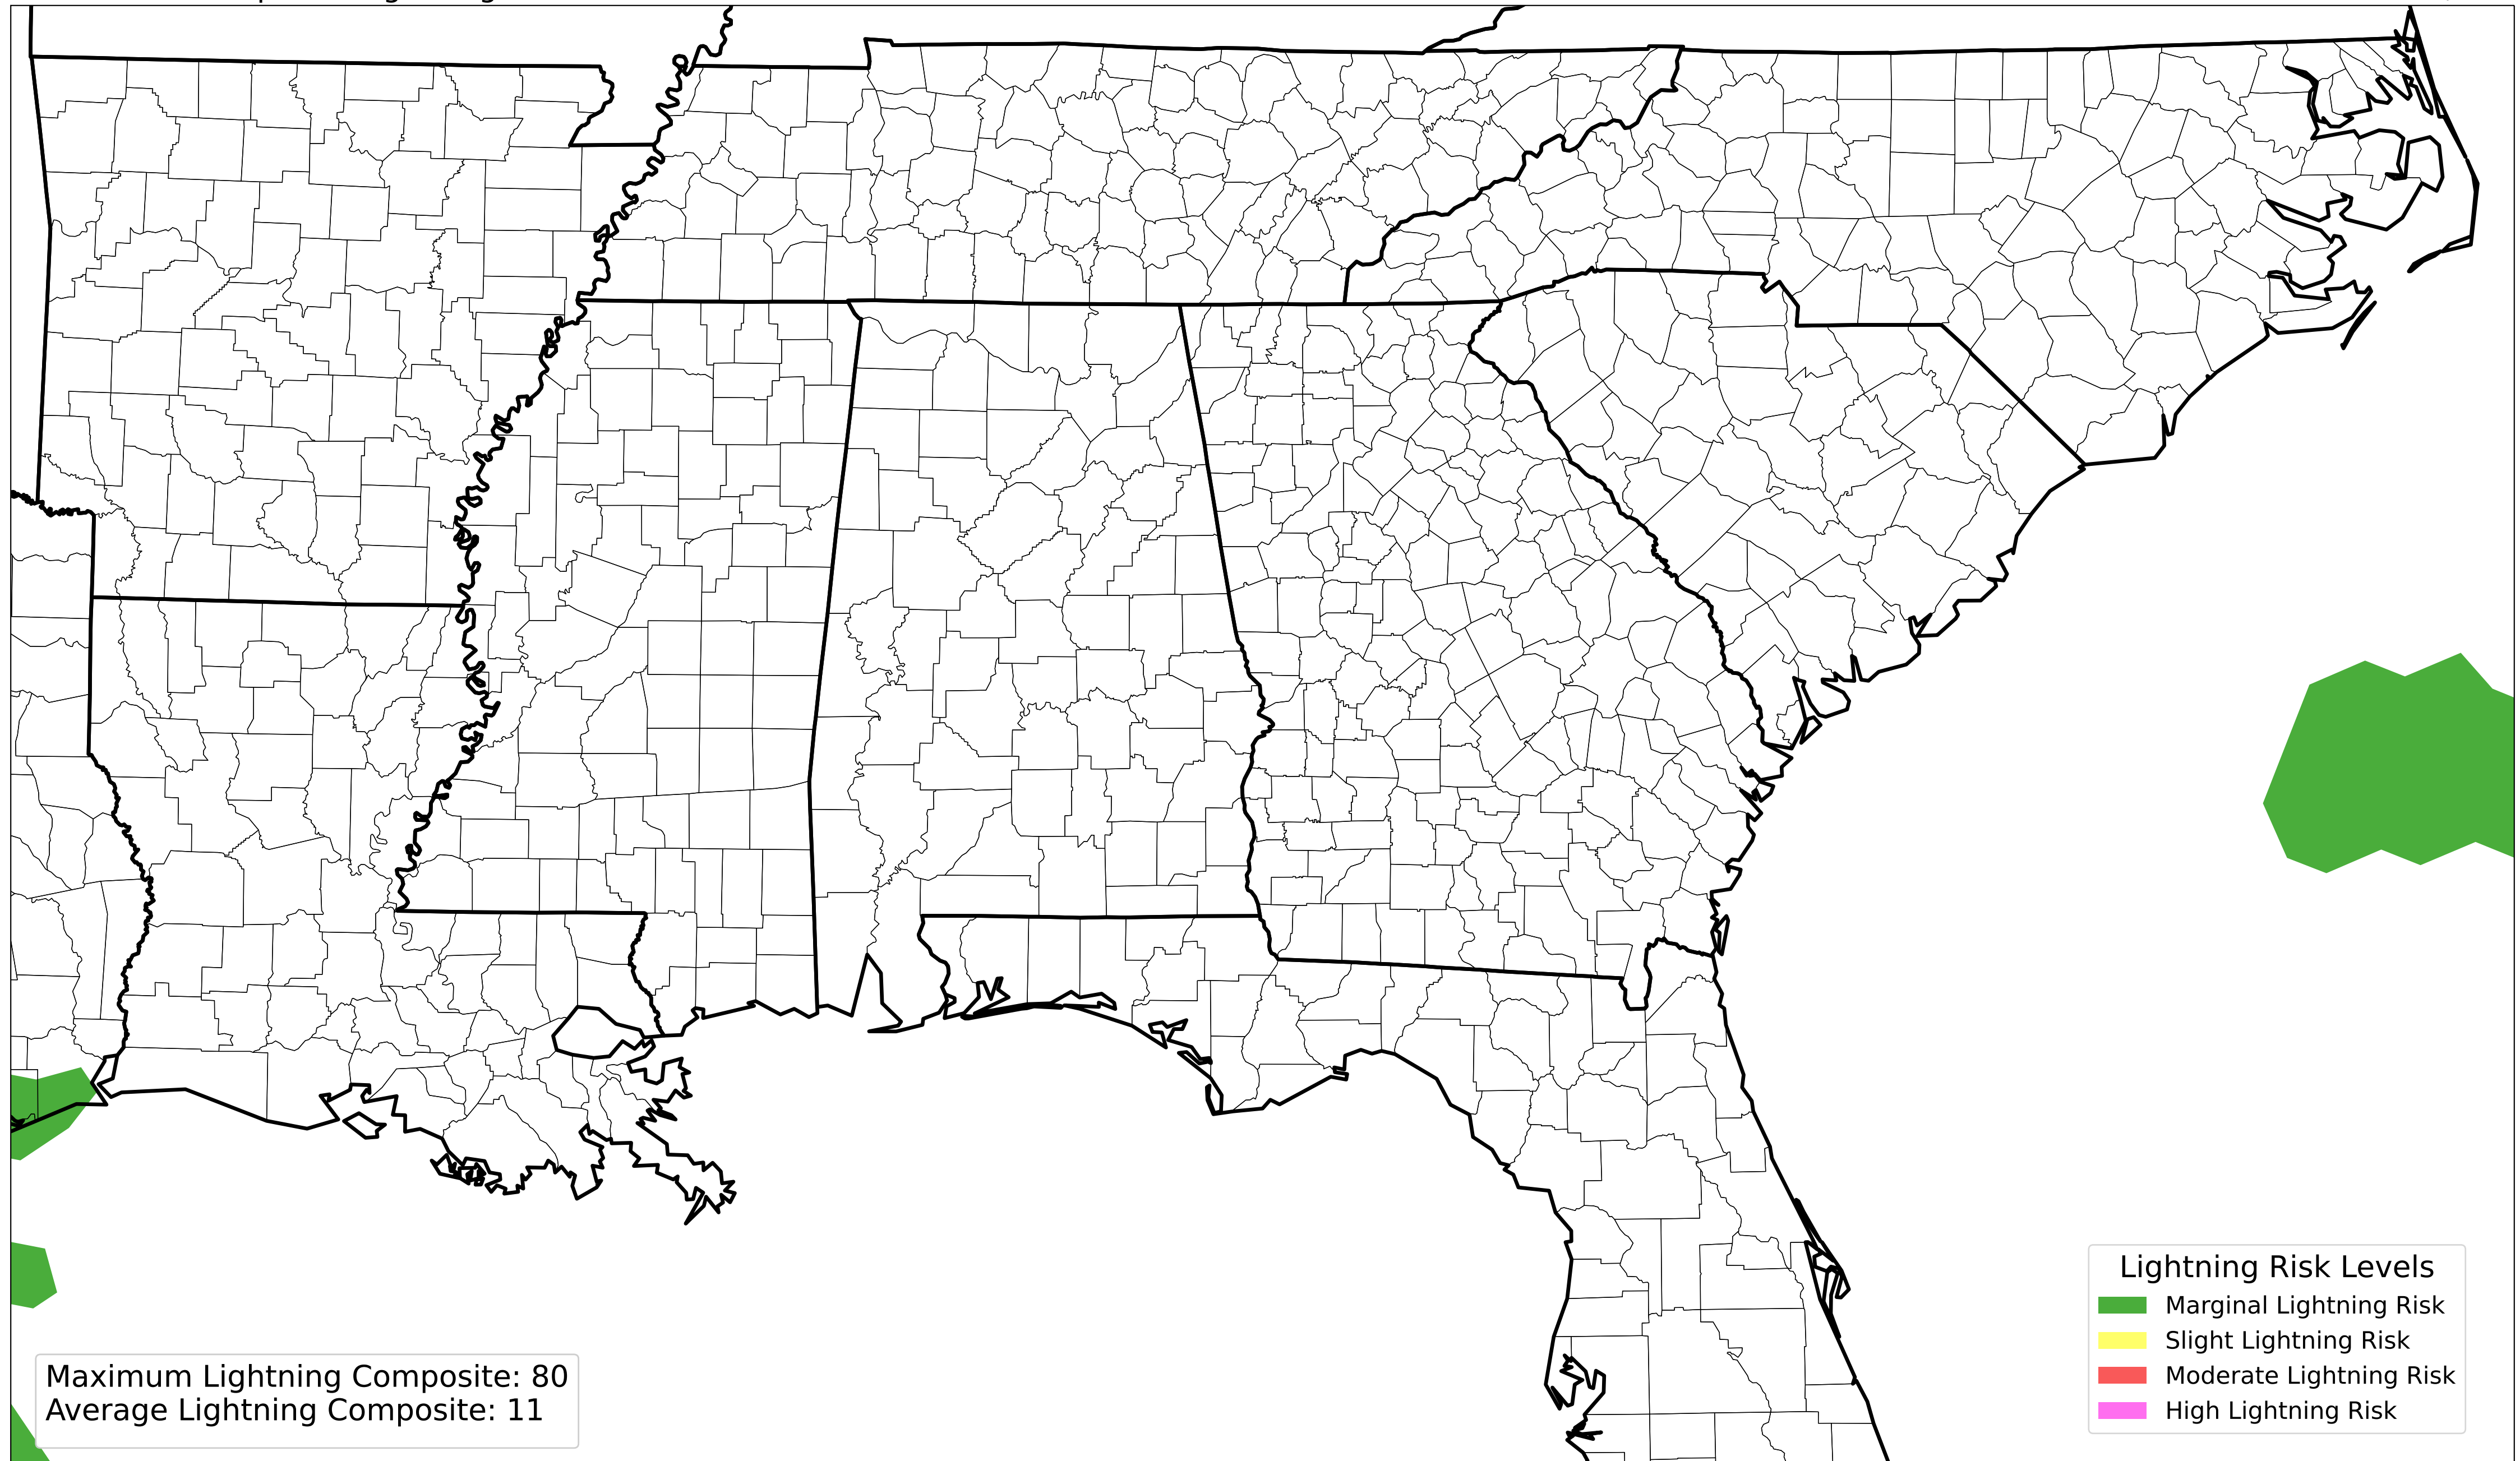 Maximum Lightning Composite: 80
Average Lightning Composite: 11
Lightning Risk Levels
Marginal Lightning Risk
Slight Lightning Risk
Moderate Lightning Risk
High Lightning Risk